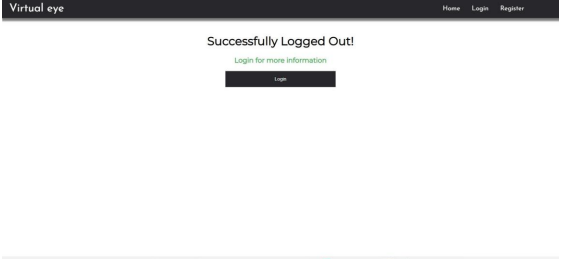 Virtual eye
Home Login Register
Successfully Logged Out!
Login for more information
Login